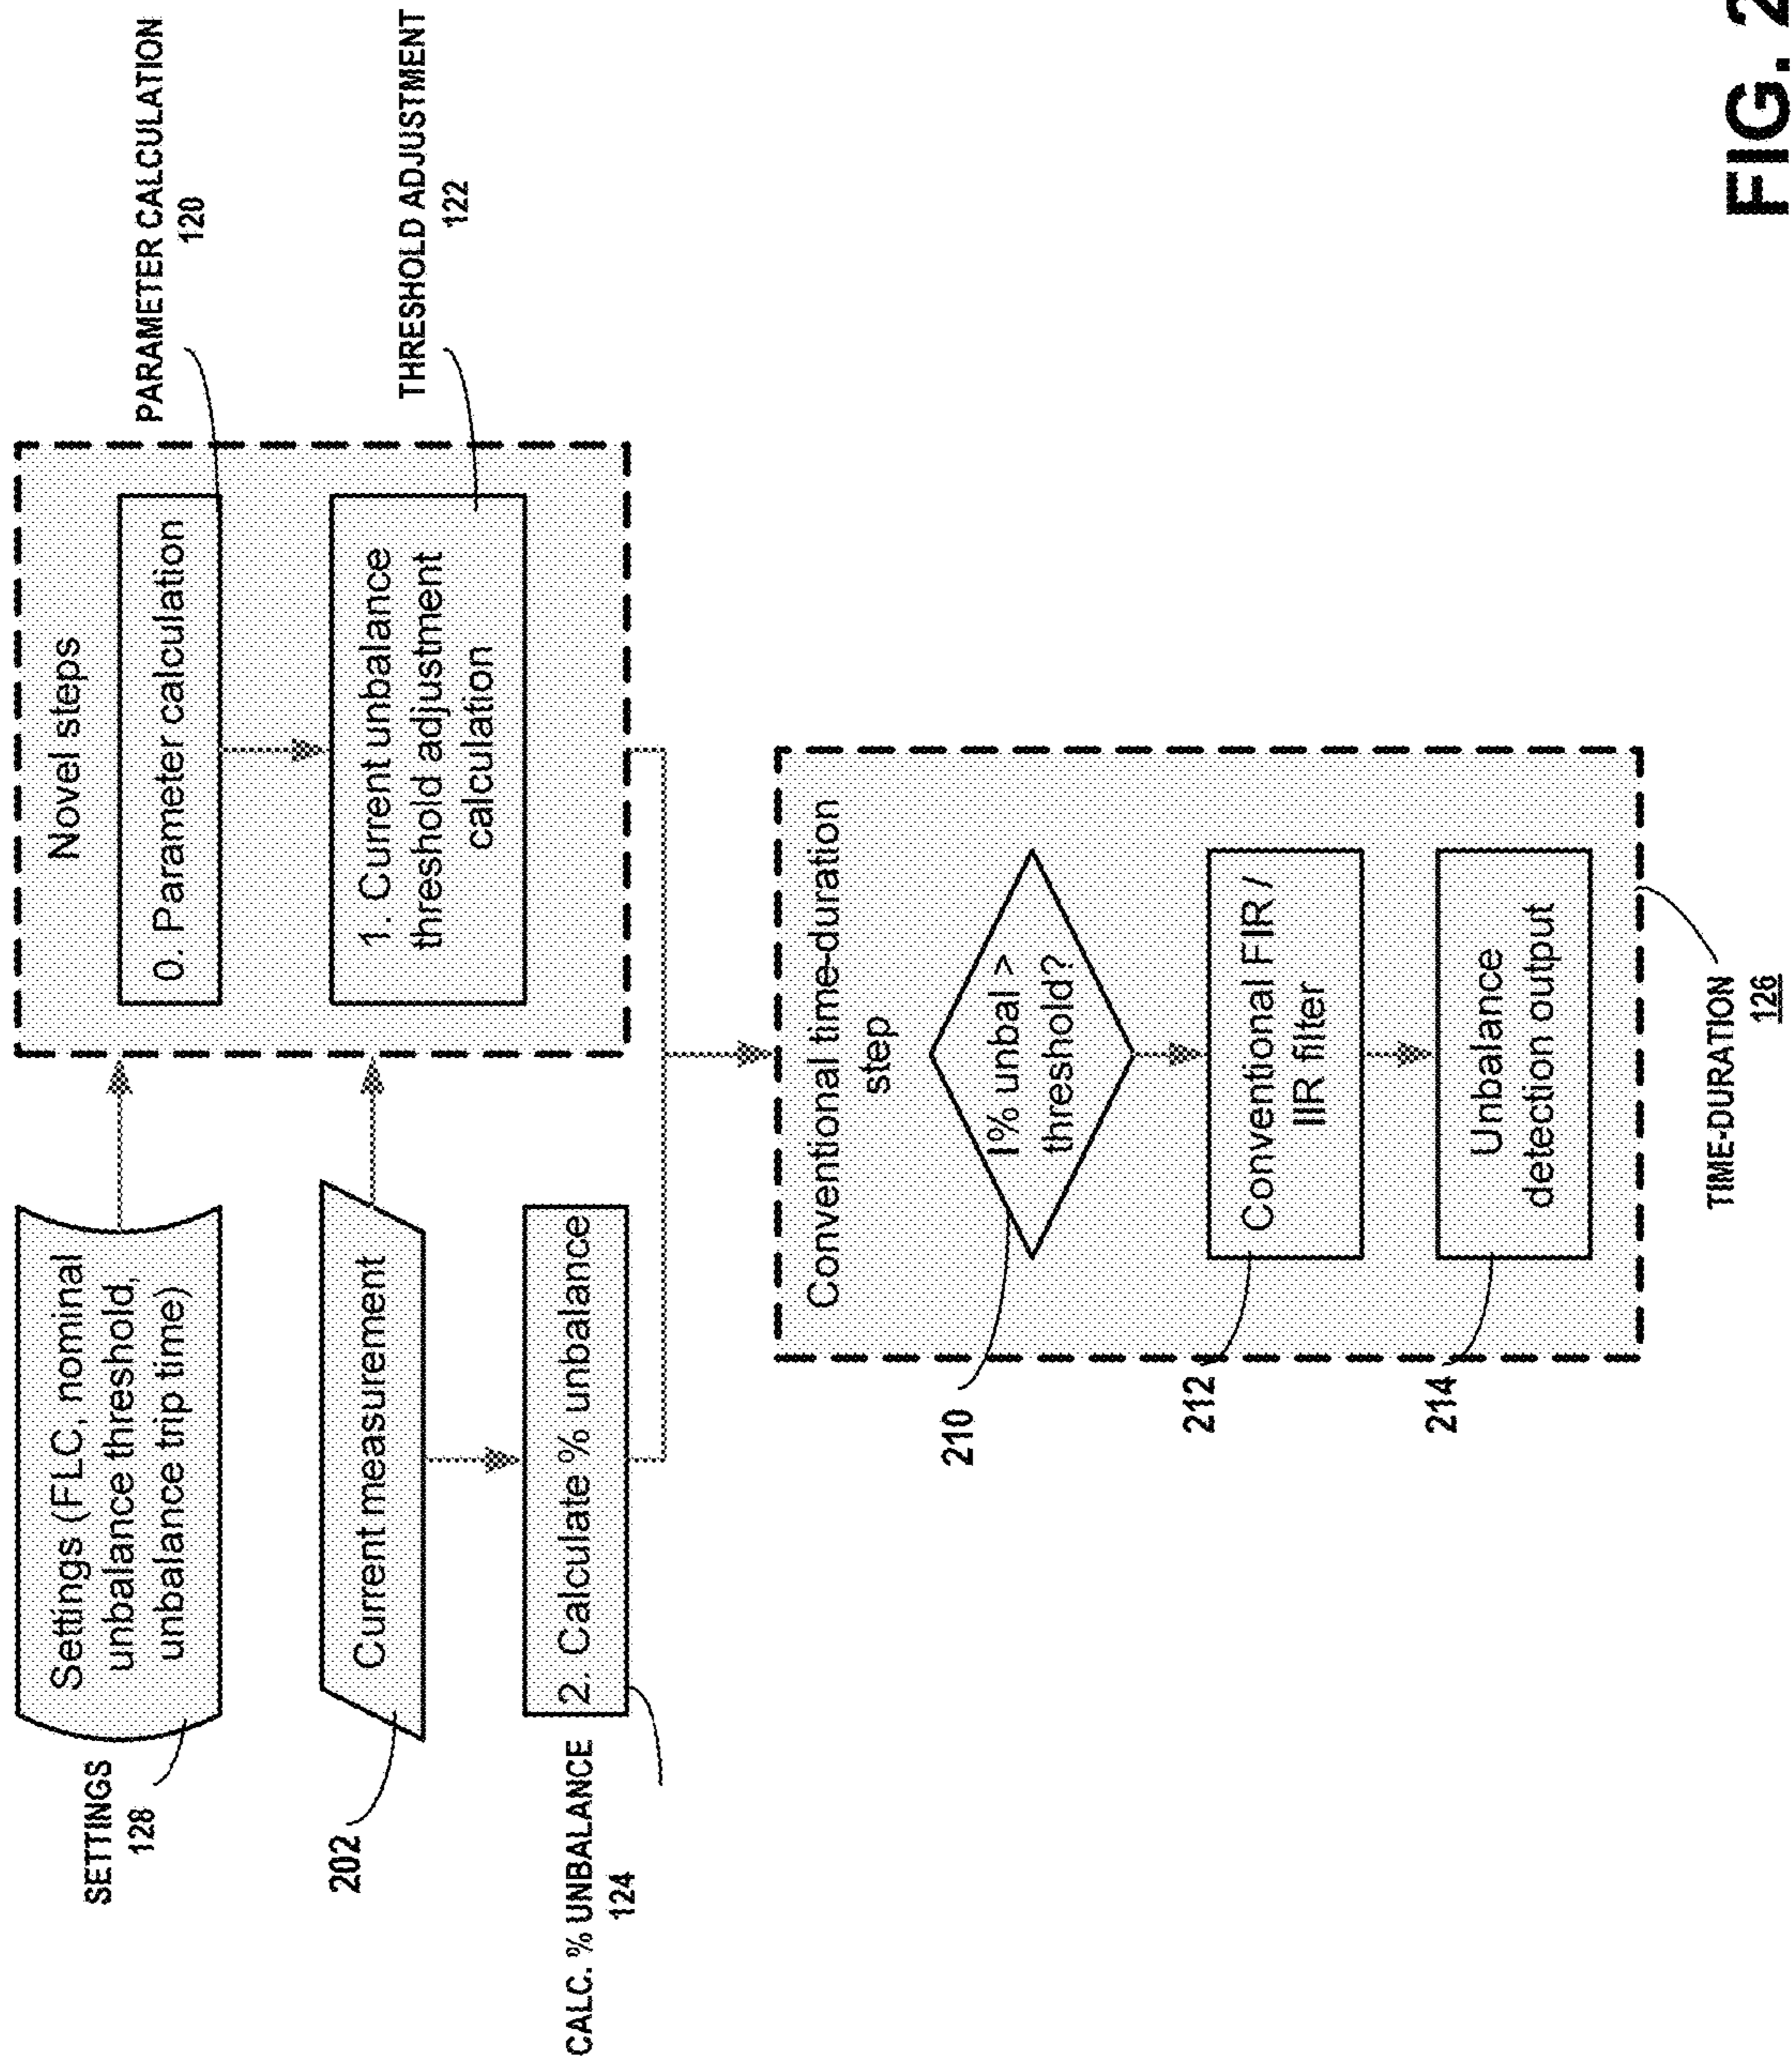 SETTINGS
128
Settings (FLC, nominal
unbalance threshold,
unbalance trip time)
202
Current measurement
CALC. % UNBALANCE
124
2. Calculate % unbalance
Novel steps
0. Parameter calculation
PARAMETER CALCULATION
120
1. Current unbalance
threshold adjustment
calculation
THRESHOLD ADJUSTMENT
122
Conventional time-duration
step
210
I% unbal >
threshold?
212
Conventional FIR /
IIR filter
214
Unbalance
detection output
TIME-DURATION
126
FIG. 2